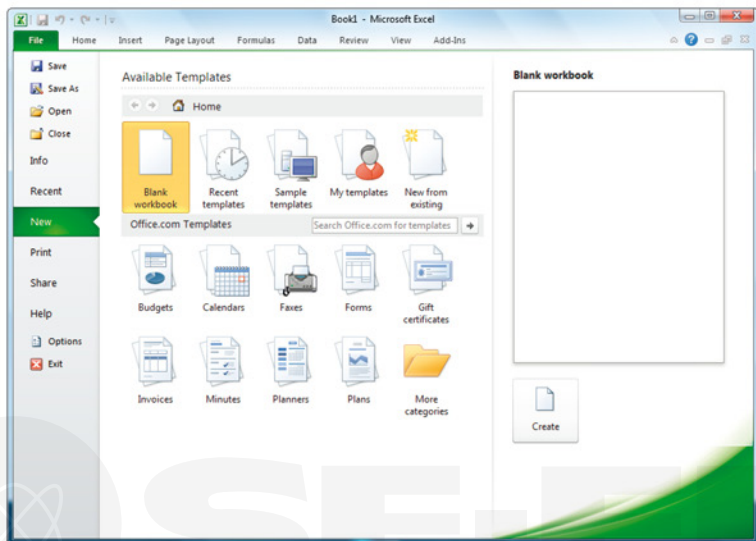 Book1 - Microsoft Excel
File Home Insert Page Layout Formulas Data Review View Add-Ins
Save
Save As
Open
Close
Info
Recent
New
Print
Share
Help
Options
Exit
Available Templates
Home
Blank workbook
Recent templates
Sample templates
My templates
New from existing
Office.com Templates
Search Office.com for templates
Budgets
Calendars
Faxes
Forms
Gift certificates
Invoices
Minutes
Planners
Plans
More categories
Blank workbook
Create